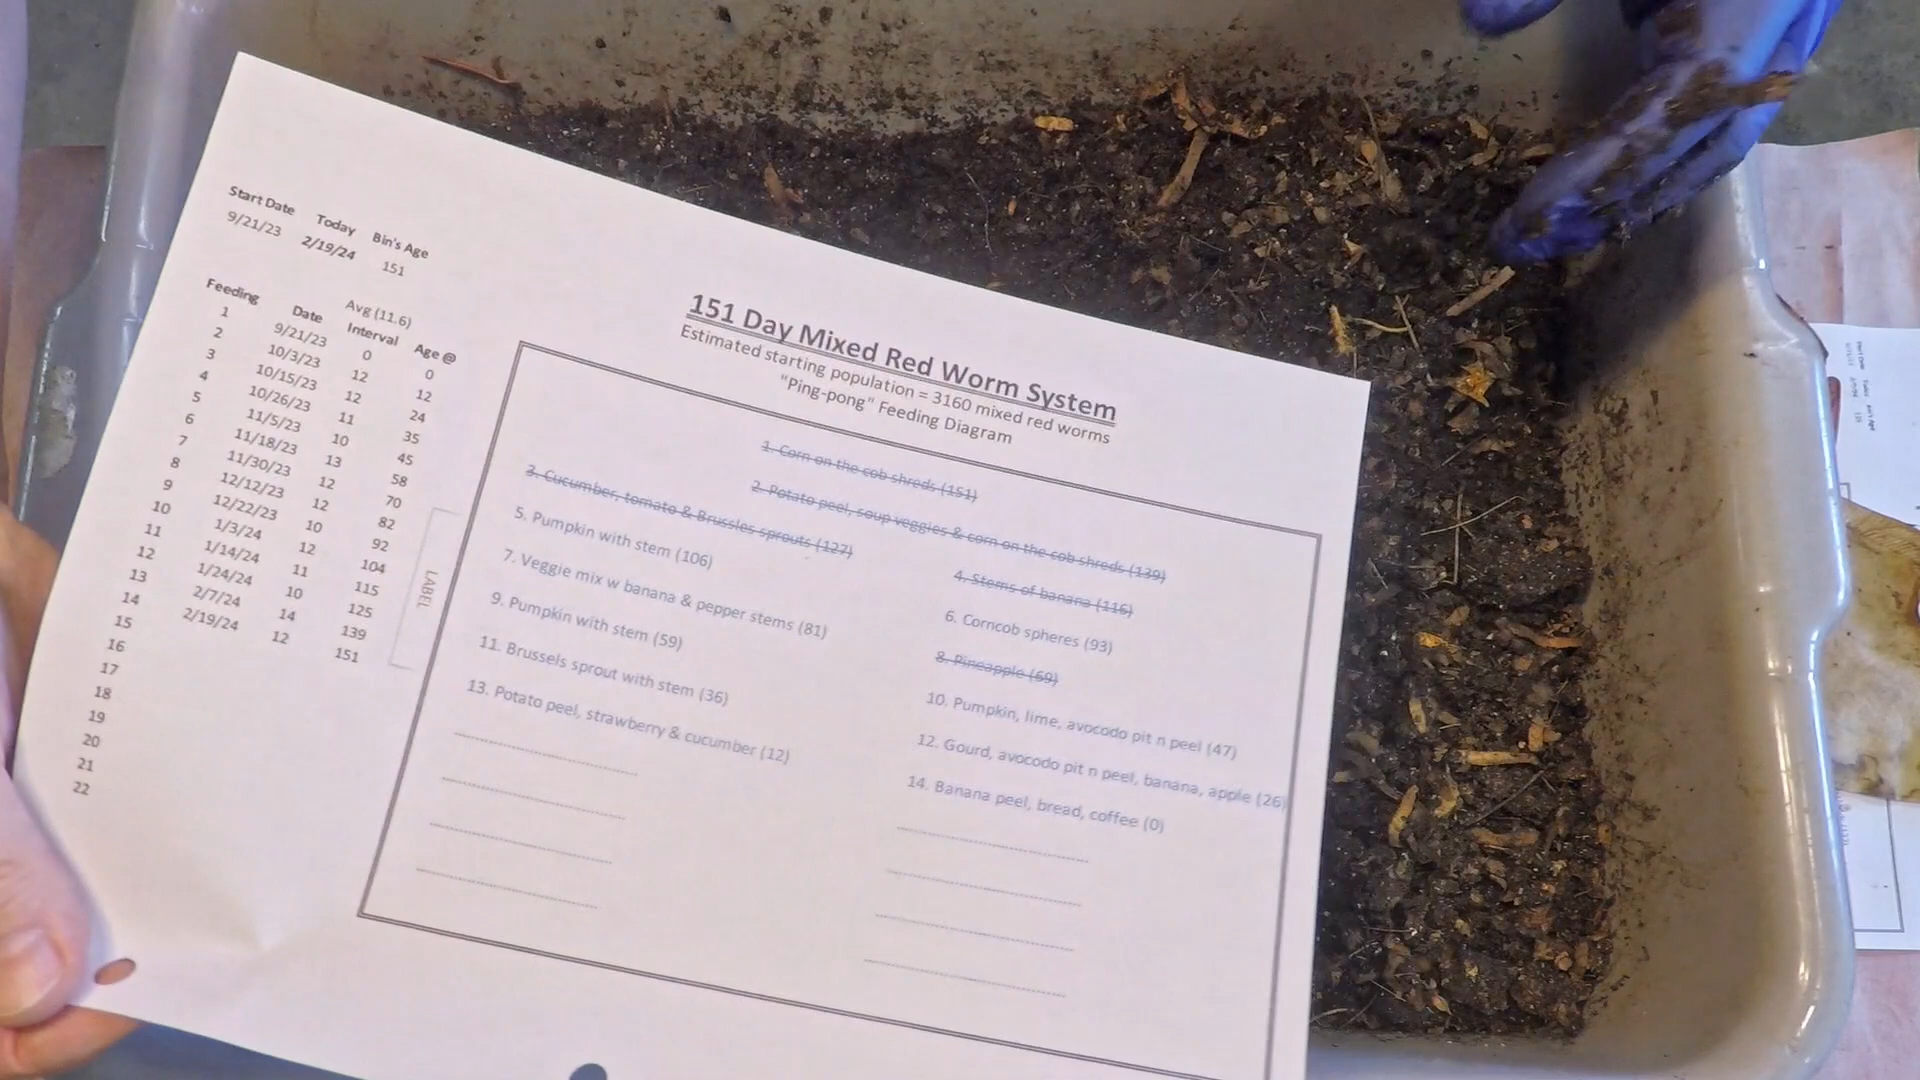 Start Date Today Bin's Age
9/21/23 2/19/24 151
Avg (11.6)
Feeding Date Interval Age @
1 9/21/23 0 0
2 10/3/23 12 12
3 10/15/23 12 24
4 10/26/23 11 35
5 11/5/23 10 45
6 11/18/23 13 58
7 11/30/23 12 70
8 12/12/23 12 82
9 12/22/23 10 92
10 1/3/24 12 104
11 1/14/24 11 115
12 1/24/24 10 125
13 2/7/24 14 139
14 2/19/24 12 151
15
16
17
18
19
20
21
22
LABEL
151 Day Mixed Red Worm System
Estimated starting population = 3160 mixed red worms
"Ping-pong" Feeding Diagram
1. Corn on the cob shreds (151)
2. Potato peel, soup veggies & corn on the cob shreds (139)
3. Cucumber, tomato & Brussles sprouts (127)
4. Stems of banana (116)
5. Pumpkin with stem (106)
6. Corncob spheres (93)
7. Veggie mix w banana & pepper stems (81)
8. Pineapple (69)
9. Pumpkin with stem (59)
10. Pumpkin, lime, avocodo pit n peel (47)
11. Brussels sprout with stem (36)
12. Gourd, avocodo pit n peel, banana, apple (26)
13. Potato peel, strawberry & cucumber (12)
14. Banana peel, bread, coffee (0)